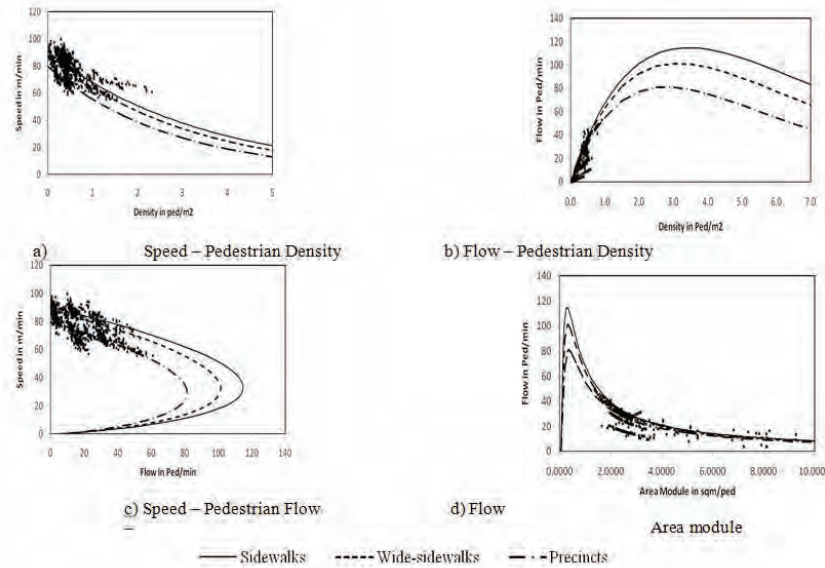 120
100
80
60
40
20
0
Speed in m/min
0 1 2 3 4 5
Density in ped/m2
140
120
100
80
60
40
20
0
Flow in Ped/min
0.0 1.0 2.0 3.0 4.0 5.0 6.0 7.0
Density in Ped/m2
a) Speed – Pedestrian Density
b) Flow – Pedestrian Density
120
100
80
60
40
20
0
Speed in m/min
0 20 40 60 80 100 120 140
Flow in Ped/min
140
120
100
80
60
40
20
0
Flow in Ped/min
0.0000 2.0000 4.0000 6.0000 8.0000 10.000
Area Module in sqm/ped
c) Speed – Pedestrian Flow
–
d) Flow
Area module
Sidewalks Wide-sidewalks Precincts